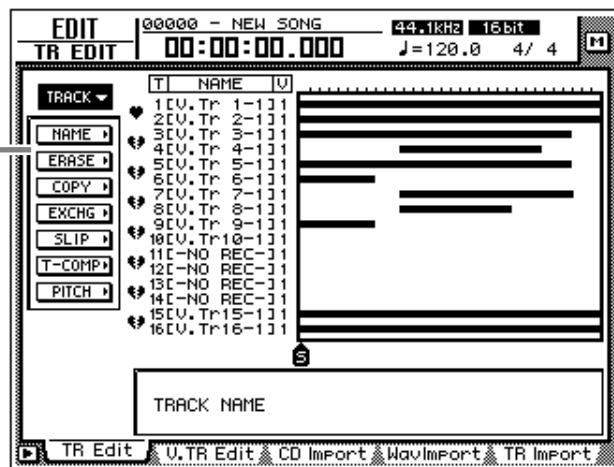 EDIT
TR EDIT
00000 - NEW SONG
00:00:00.000
44.1kHz 16bit
♩=120.0 4/ 4
M
TRACK
NAME
ERASE
COPY
EXCHG
SLIP
T-COMP
PITCH
T NAME V
1[V.Tr 1-1]1
2[V.Tr 2-1]1
3[V.Tr 3-1]1
4[V.Tr 4-1]1
5[V.Tr 5-1]1
6[V.Tr 6-1]1
7[V.Tr 7-1]1
8[V.Tr 8-1]1
9[V.Tr 9-1]1
10[V.Tr10-1]1
11[-NO REC-]1
12[-NO REC-]1
13[-NO REC-]1
14[-NO REC-]1
15[V.Tr15-1]1
16[V.Tr16-1]1
S
TRACK NAME
TR Edit V.TR Edit CD Import WavImport TR Import